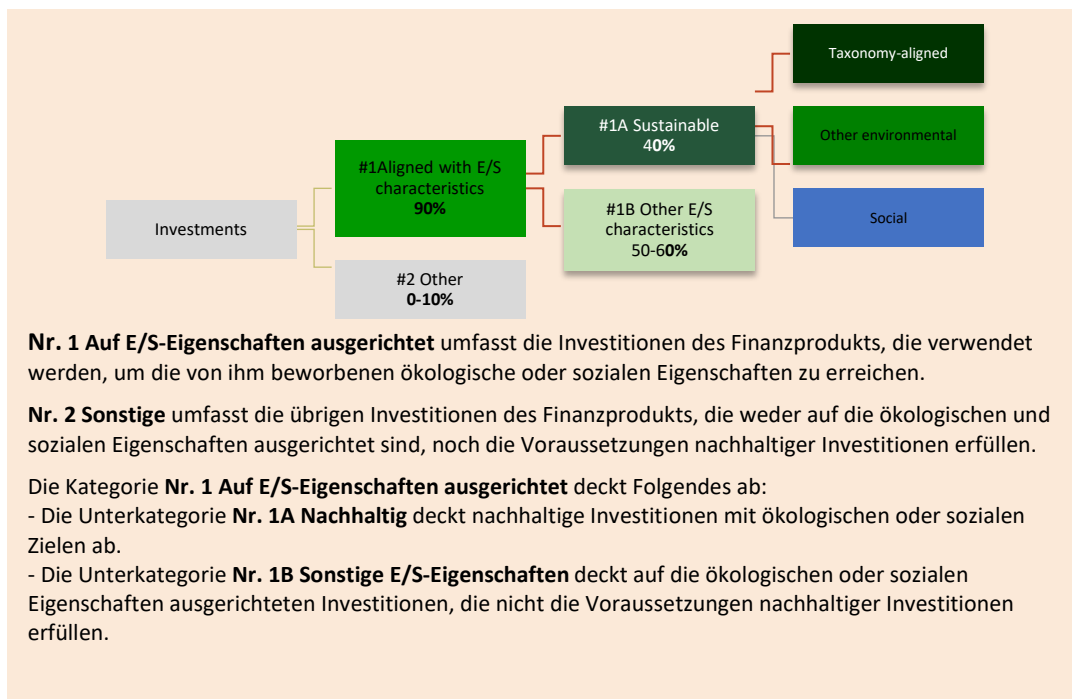 Taxonomy-aligned
#1A Sustainable
40%
Other environmental
#1Aligned with E/S
characteristics
90%
#1B Other E/S
characteristics
50-60%
Social
Investments
#2 Other
0-10%
Nr. 1 Auf E/S-Eigenschaften ausgerichtet umfasst die Investitionen des Finanzprodukts, die verwendet
werden, um die von ihm beworbenen ökologische oder sozialen Eigenschaften zu erreichen.
Nr. 2 Sonstige umfasst die übrigen Investitionen des Finanzprodukts, die weder auf die ökologischen und
sozialen Eigenschaften ausgerichtet sind, noch die Voraussetzungen nachhaltiger Investitionen erfüllen.
Die Kategorie Nr. 1 Auf E/S-Eigenschaften ausgerichtet deckt Folgendes ab:
- Die Unterkategorie Nr. 1A Nachhaltig deckt nachhaltige Investitionen mit ökologischen oder sozialen
Zielen ab.
- Die Unterkategorie Nr. 1B Sonstige E/S-Eigenschaften deckt auf die ökologischen oder sozialen
Eigenschaften ausgerichteten Investitionen, die nicht die Voraussetzungen nachhaltiger Investitionen
erfüllen.